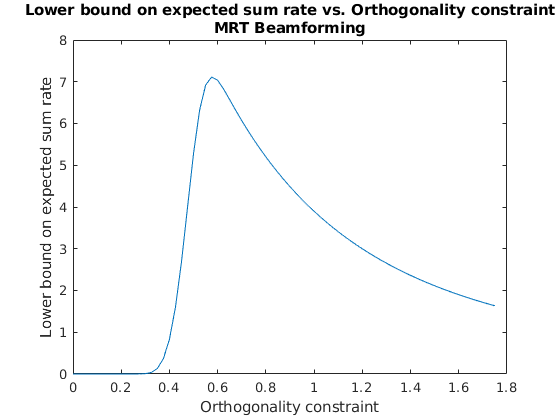 Lower bound on expected sum rate vs. Orthogonality constraint
MRT Beamforming
Lower bound on expected sum rate
8
7
6
5
4
3
2
1
0
0 0.2 0.4 0.6 0.8 1 1.2 1.4 1.6 1.8
Orthogonality constraint